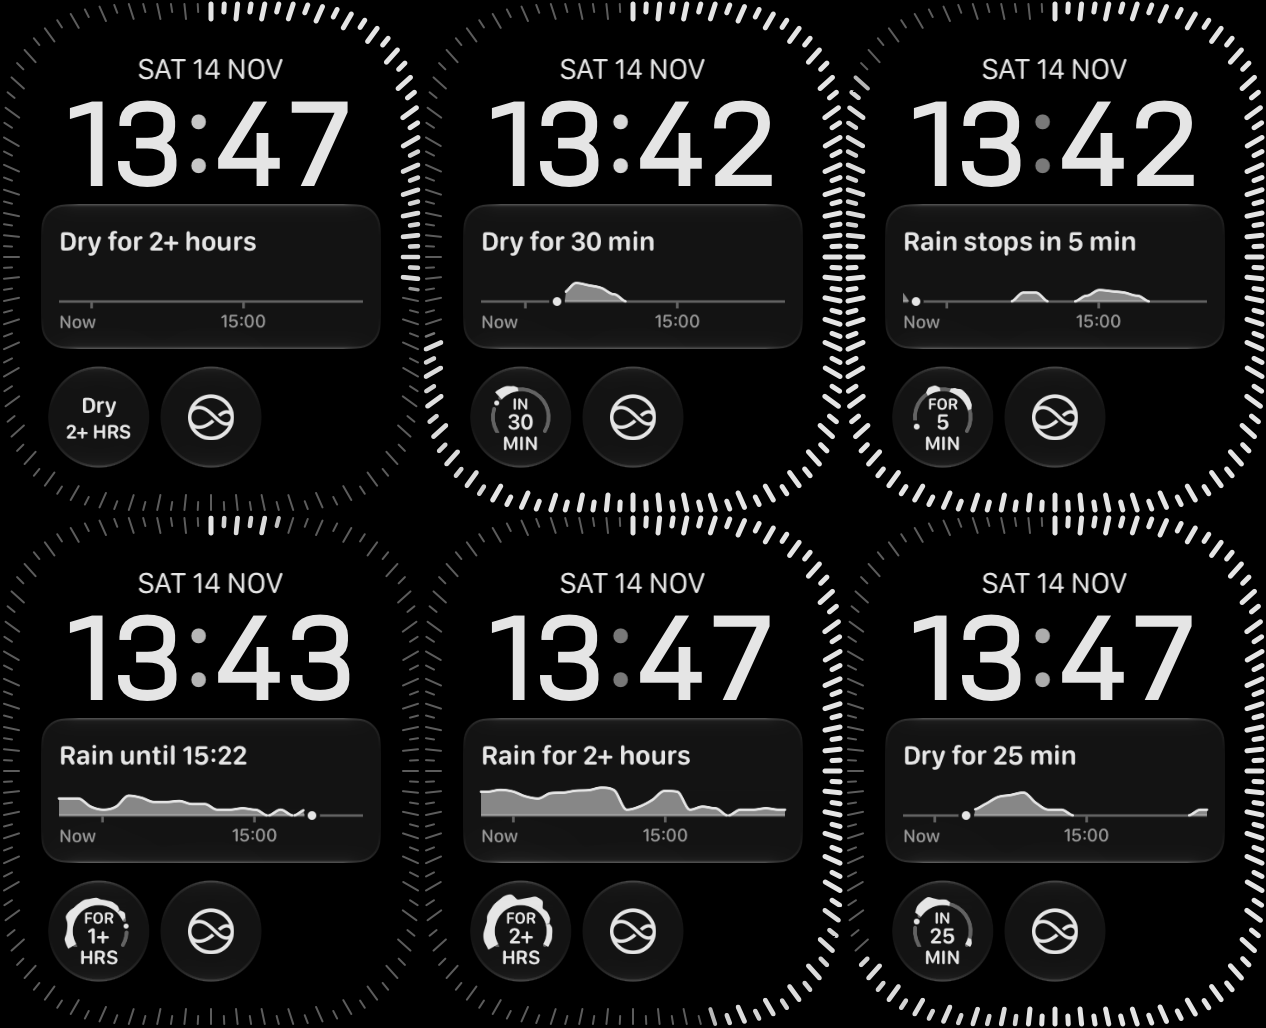 SAT 14 NOV
13:47
Dry for 2+ hours
Now 15:00
Dry
2+ HRS
SAT 14 NOV
13:42
Dry for 30 min
Now 15:00
IN
30
MIN
SAT 14 NOV
13:42
Rain stops in 5 min
Now 15:00
FOR
5
MIN
SAT 14 NOV
13:43
Rain until 15:22
Now 15:00
FOR
1+
HRS
SAT 14 NOV
13:47
Rain for 2+ hours
Now 15:00
FOR
2+
HRS
SAT 14 NOV
13:47
Dry for 25 min
Now 15:00
IN
25
MIN